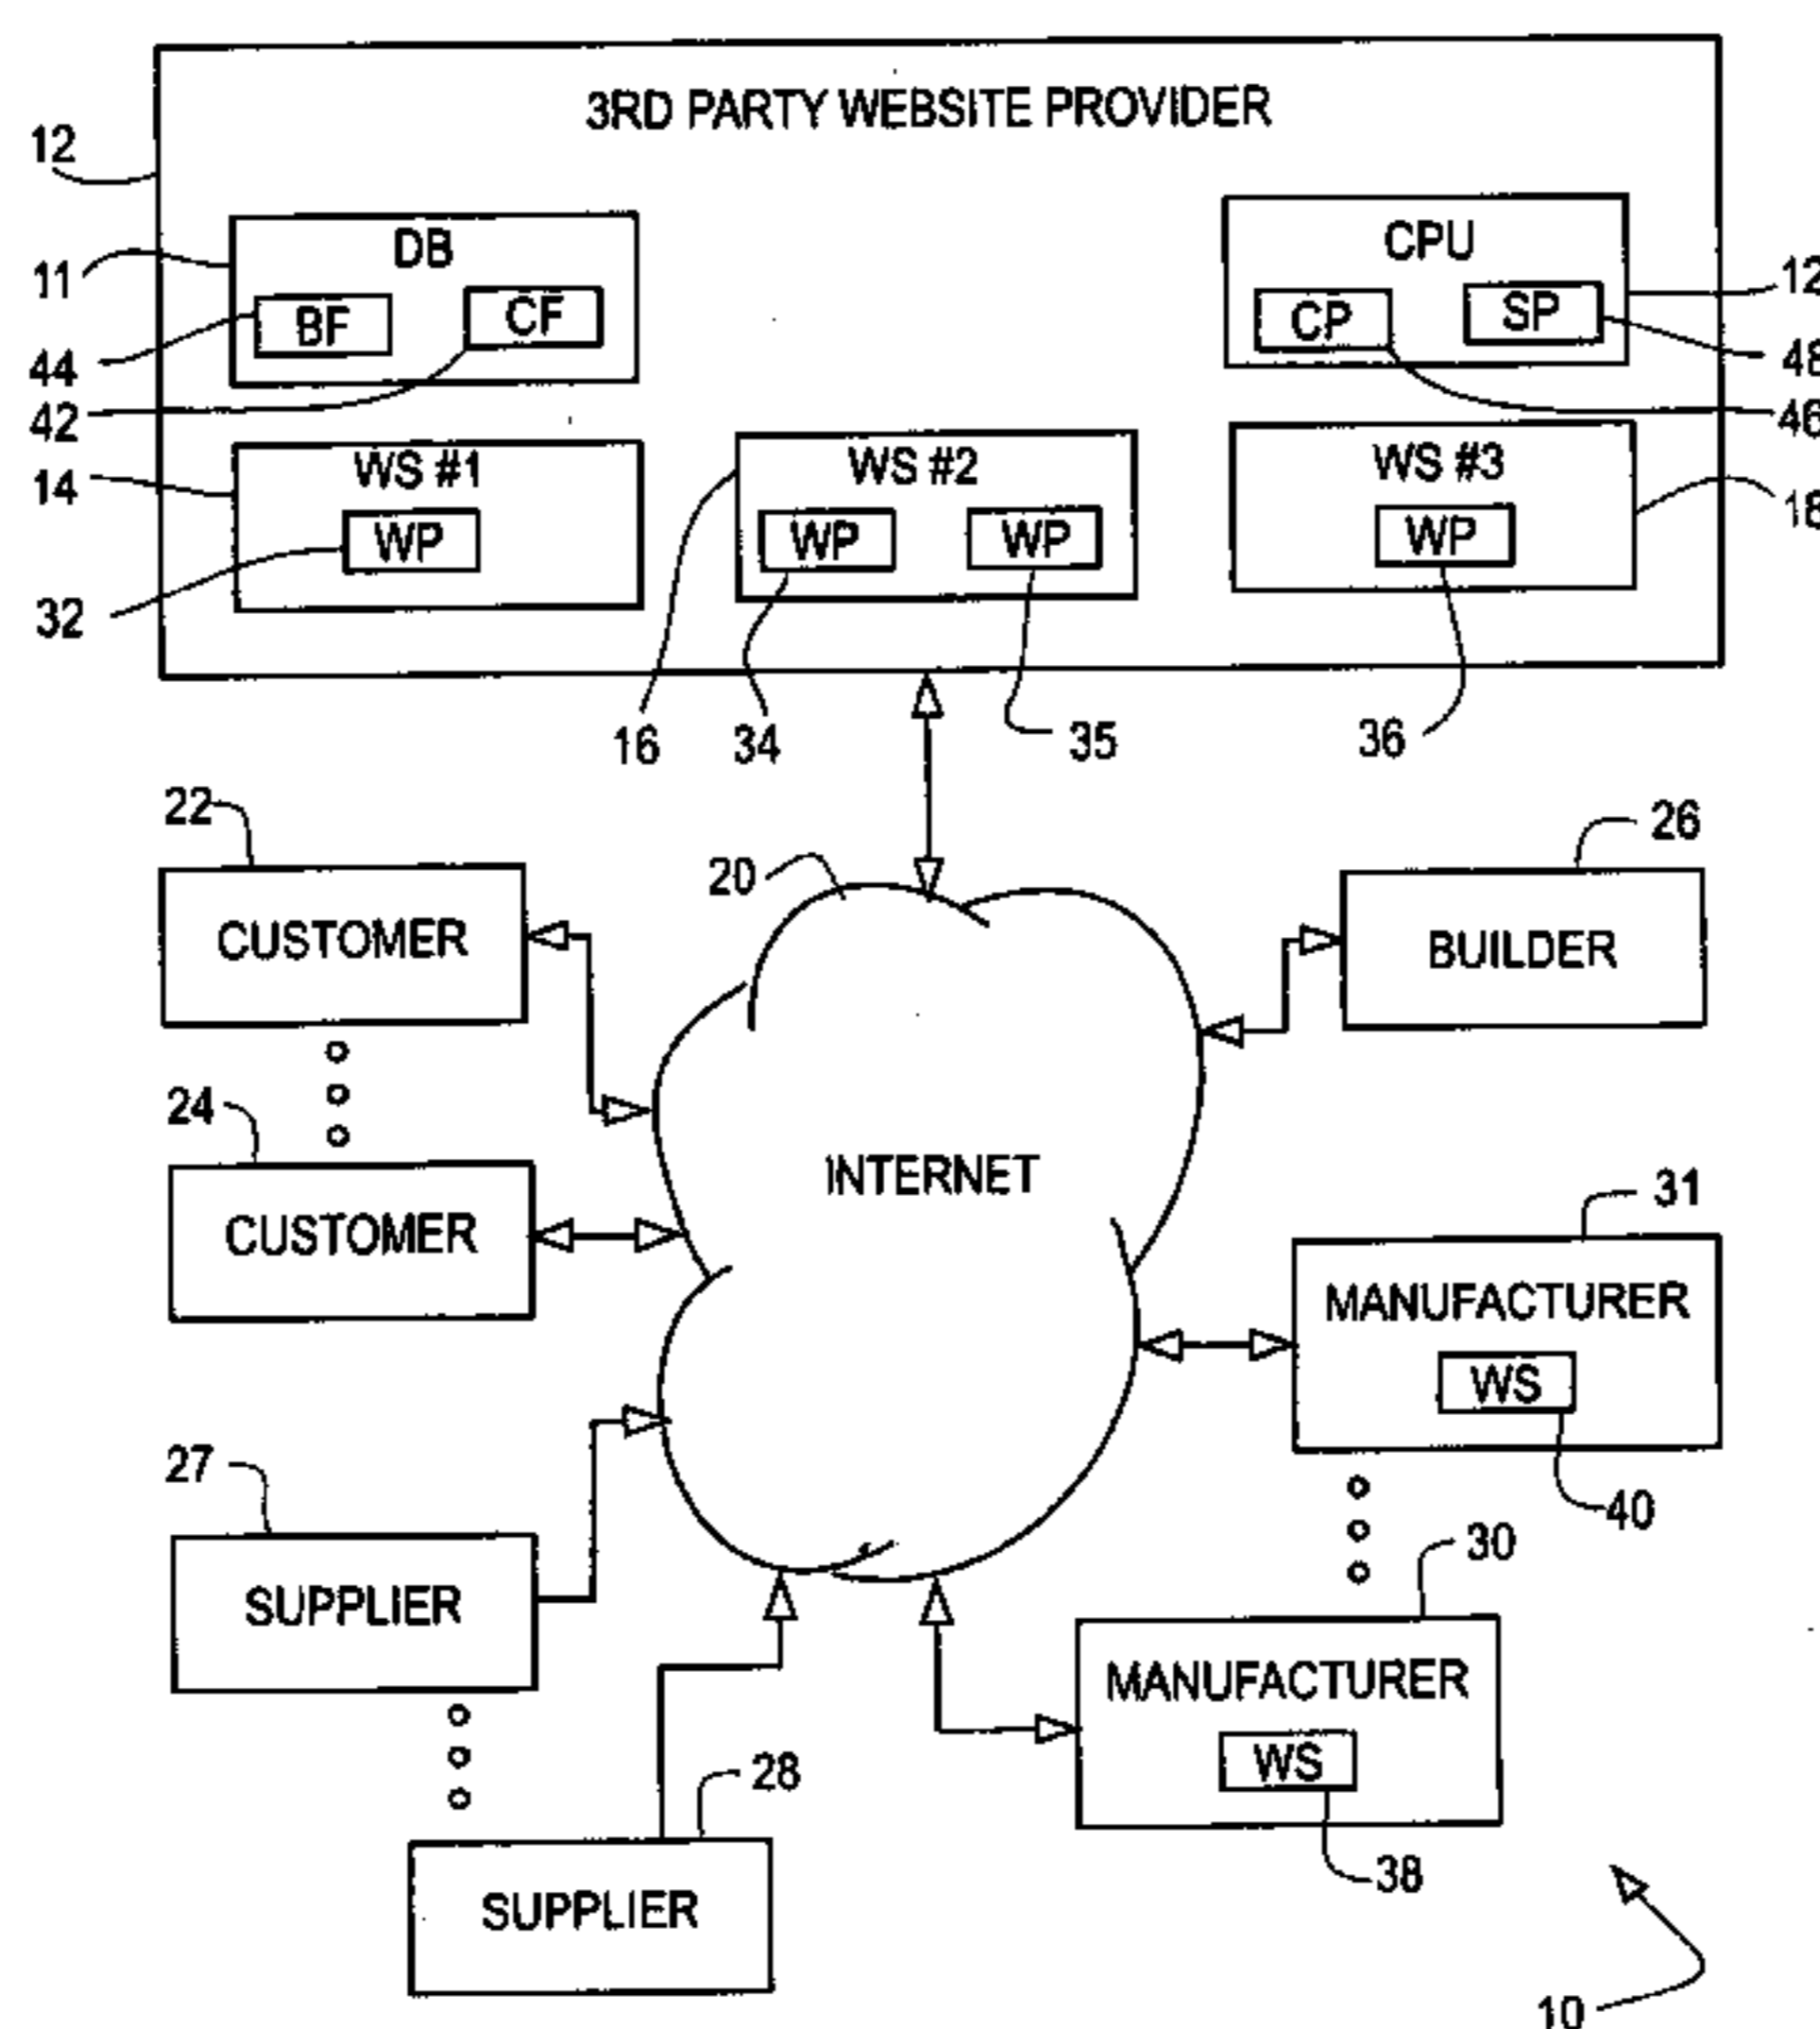 3RD PARTY WEBSITE PROVIDER
12
DB
CPU
11
BF
CF
CP
SP
12
44
48
42
46
WS #1
WS #2
WS #3
14
18
WP
WP
WP
WP
32
16
34
35
36
22
20
26
CUSTOMER
BUILDER
24
INTERNET
31
CUSTOMER
MANUFACTURER
WS
27
40
30
SUPPLIER
MANUFACTURER
WS
28
38
SUPPLIER
10